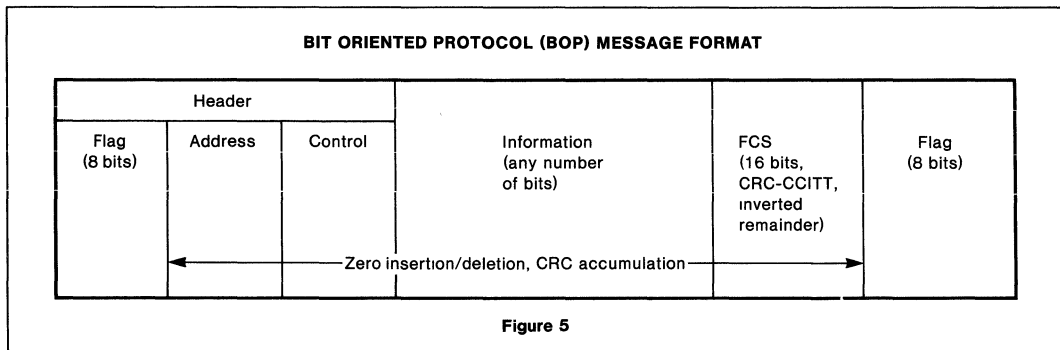 BIT ORIENTED PROTOCOL (BOP) MESSAGE FORMAT
Header
Flag
(8 bits)
Address
Control
Information
(any number
of bits)
FCS
(16 bits,
CRC-CCITT,
inverted
remainder)
Flag
(8 bits)
Zero insertion/deletion, CRC accumulation
Figure 5